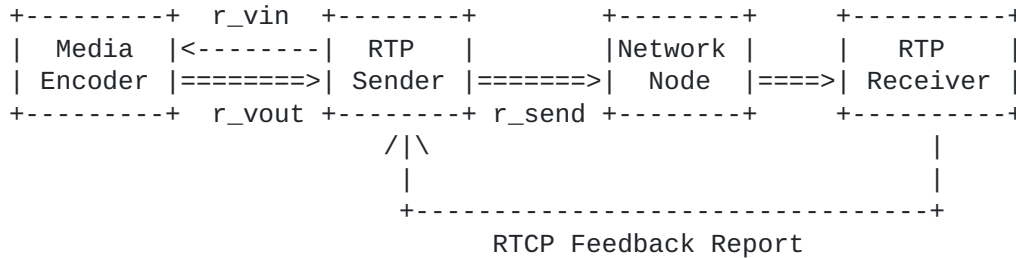 +---------+  r_vin  +--------+        +--------+     +----------+
|  Media  |<--------|  RTP   |        |Network |     |   RTP    |
| Encoder |========>| Sender |=======>|  Node  |====>| Receiver |
+---------+  r_vout +--------+ r_send +--------+     +----------+
                        /|\                                |
                         |                                 |
                         +---------------------------------+
                               RTCP Feedback Report